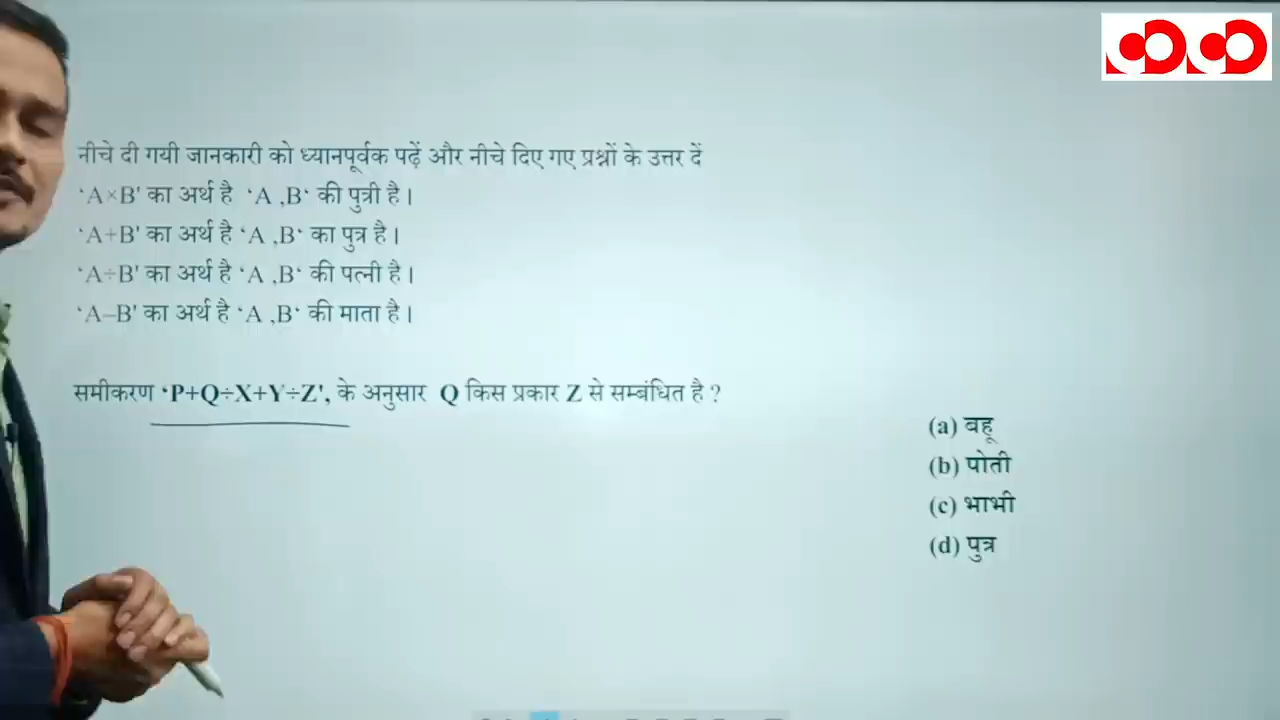 नीचे दी गयी जानकारी को ध्यानपूर्वक पढ़ें और नीचे दिए गए प्रश्नों के उत्तर दें
‘A×B' का अर्थ है ‘A ,B‘ की पुत्री है।
‘A+B' का अर्थ है ‘A ,B‘ का पुत्र है।
‘A÷B' का अर्थ है ‘A ,B‘ की पत्नी है।
‘A–B' का अर्थ है ‘A ,B‘ की माता है।
समीकरण ‘P+Q÷X+Y÷Z', के अनुसार Q किस प्रकार Z से सम्बंधित है ?
(a) बहू
(b) पोती
(c) भाभी
(d) पुत्र